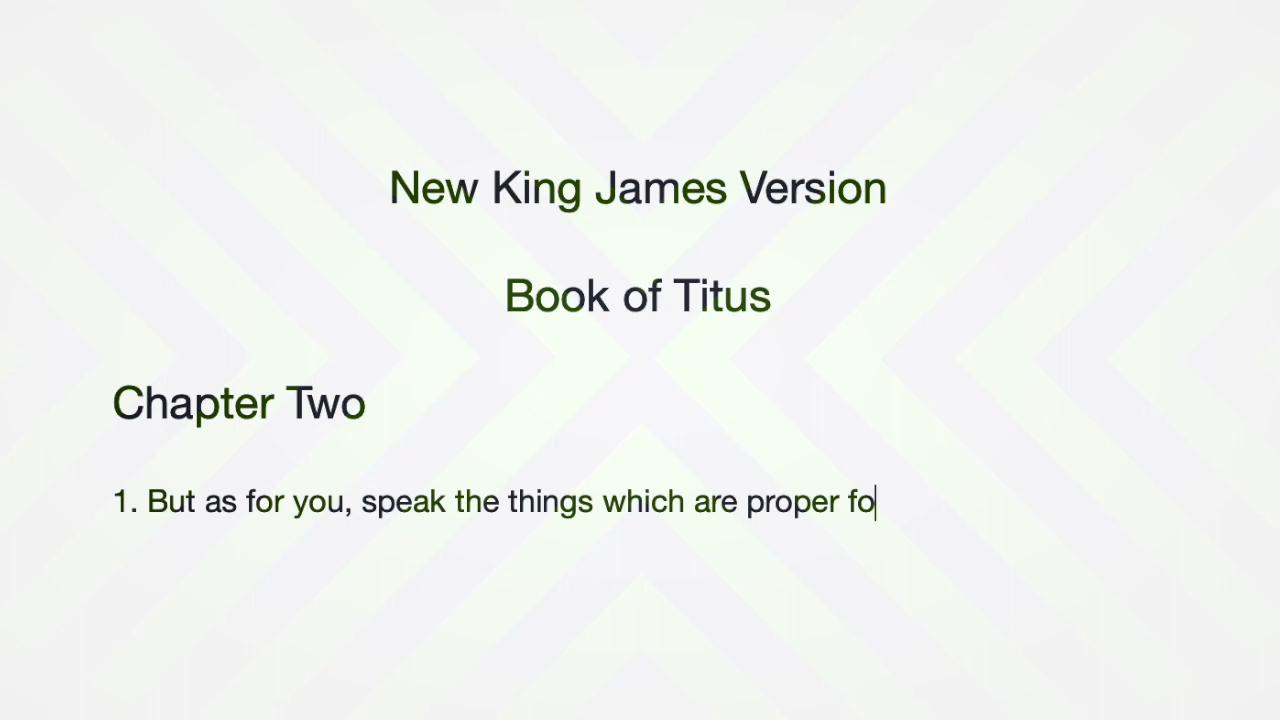 New King James Version
Book of Titus
Chapter Two
1. But as for you, speak the things which are proper fo